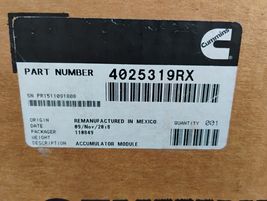 Cummins
PART NUMBER 4025319RX
SN PR1511091808
ORIGIN REMANUFACTURED IN MEXICO
DATE 09/Nov/2018 QUANTITY 001
PACKAGER 110849
WEIGHT
DESCRIPTION ACCUMULATOR MODULE